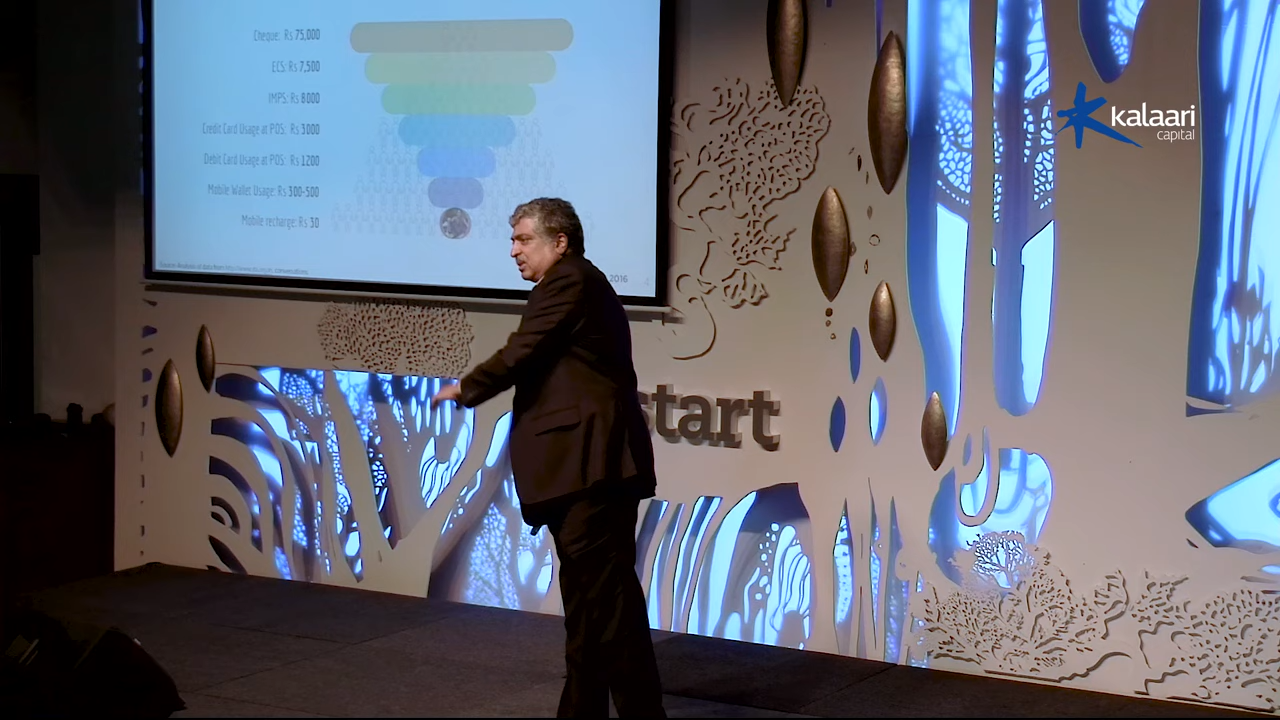 Cheque: Rs 75,000
ECS: Rs 7,500
IMPS: Rs 8000
Credit Card Usage at POS: Rs 3000
Debit Card Usage at POS: Rs 1200
Mobile Wallet Usage: Rs 300-500
Mobile recharge: Rs 30
2016
kalaari
capital
start